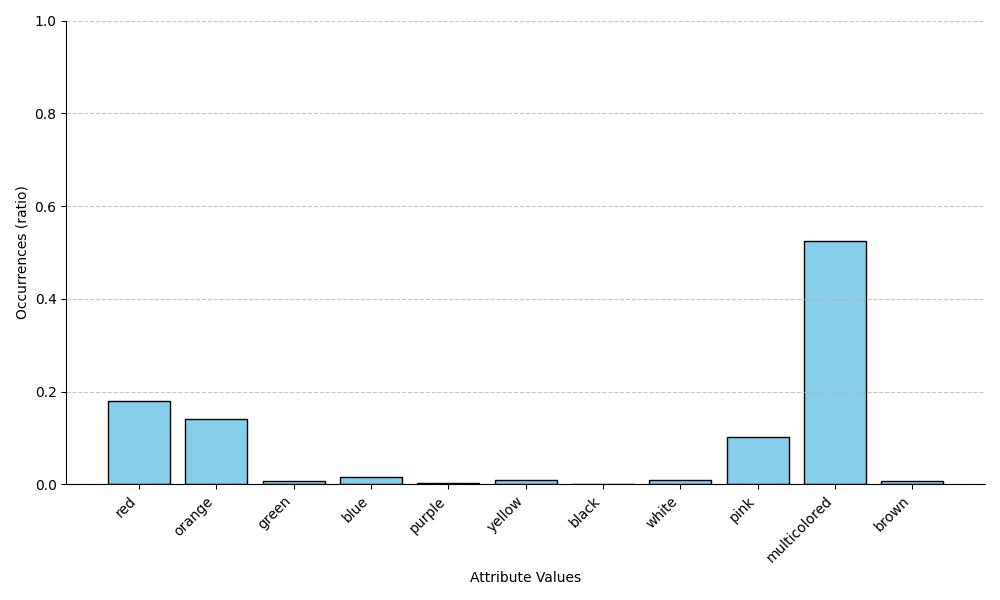 1.0
0.8
0.6
0.4
0.2
0.0
Occurrences (ratio)
red
orange
green
blue
purple
yellow
black
white
pink
multicolored
brown
Attribute Values